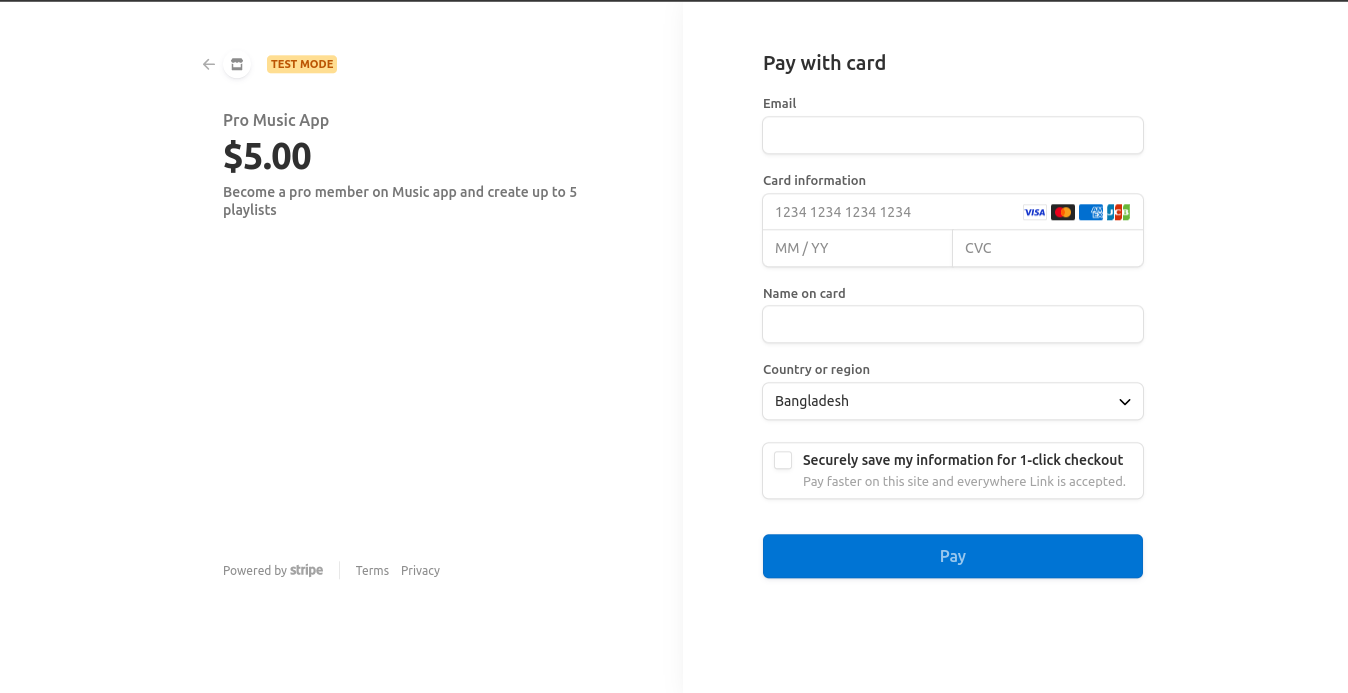 TEST MODE
Pro Music App
$5.00
Become a pro member on Music app and create up to 5
playlists
Powered by stripe
Terms
Privacy
Pay with card
Email
Card information
1234 1234 1234 1234
VISA
AM
EX
JCB
MM / YY
CVC
Name on card
Country or region
Bangladesh
Securely save my information for 1-click checkout
Pay faster on this site and everywhere Link is accepted.
Pay